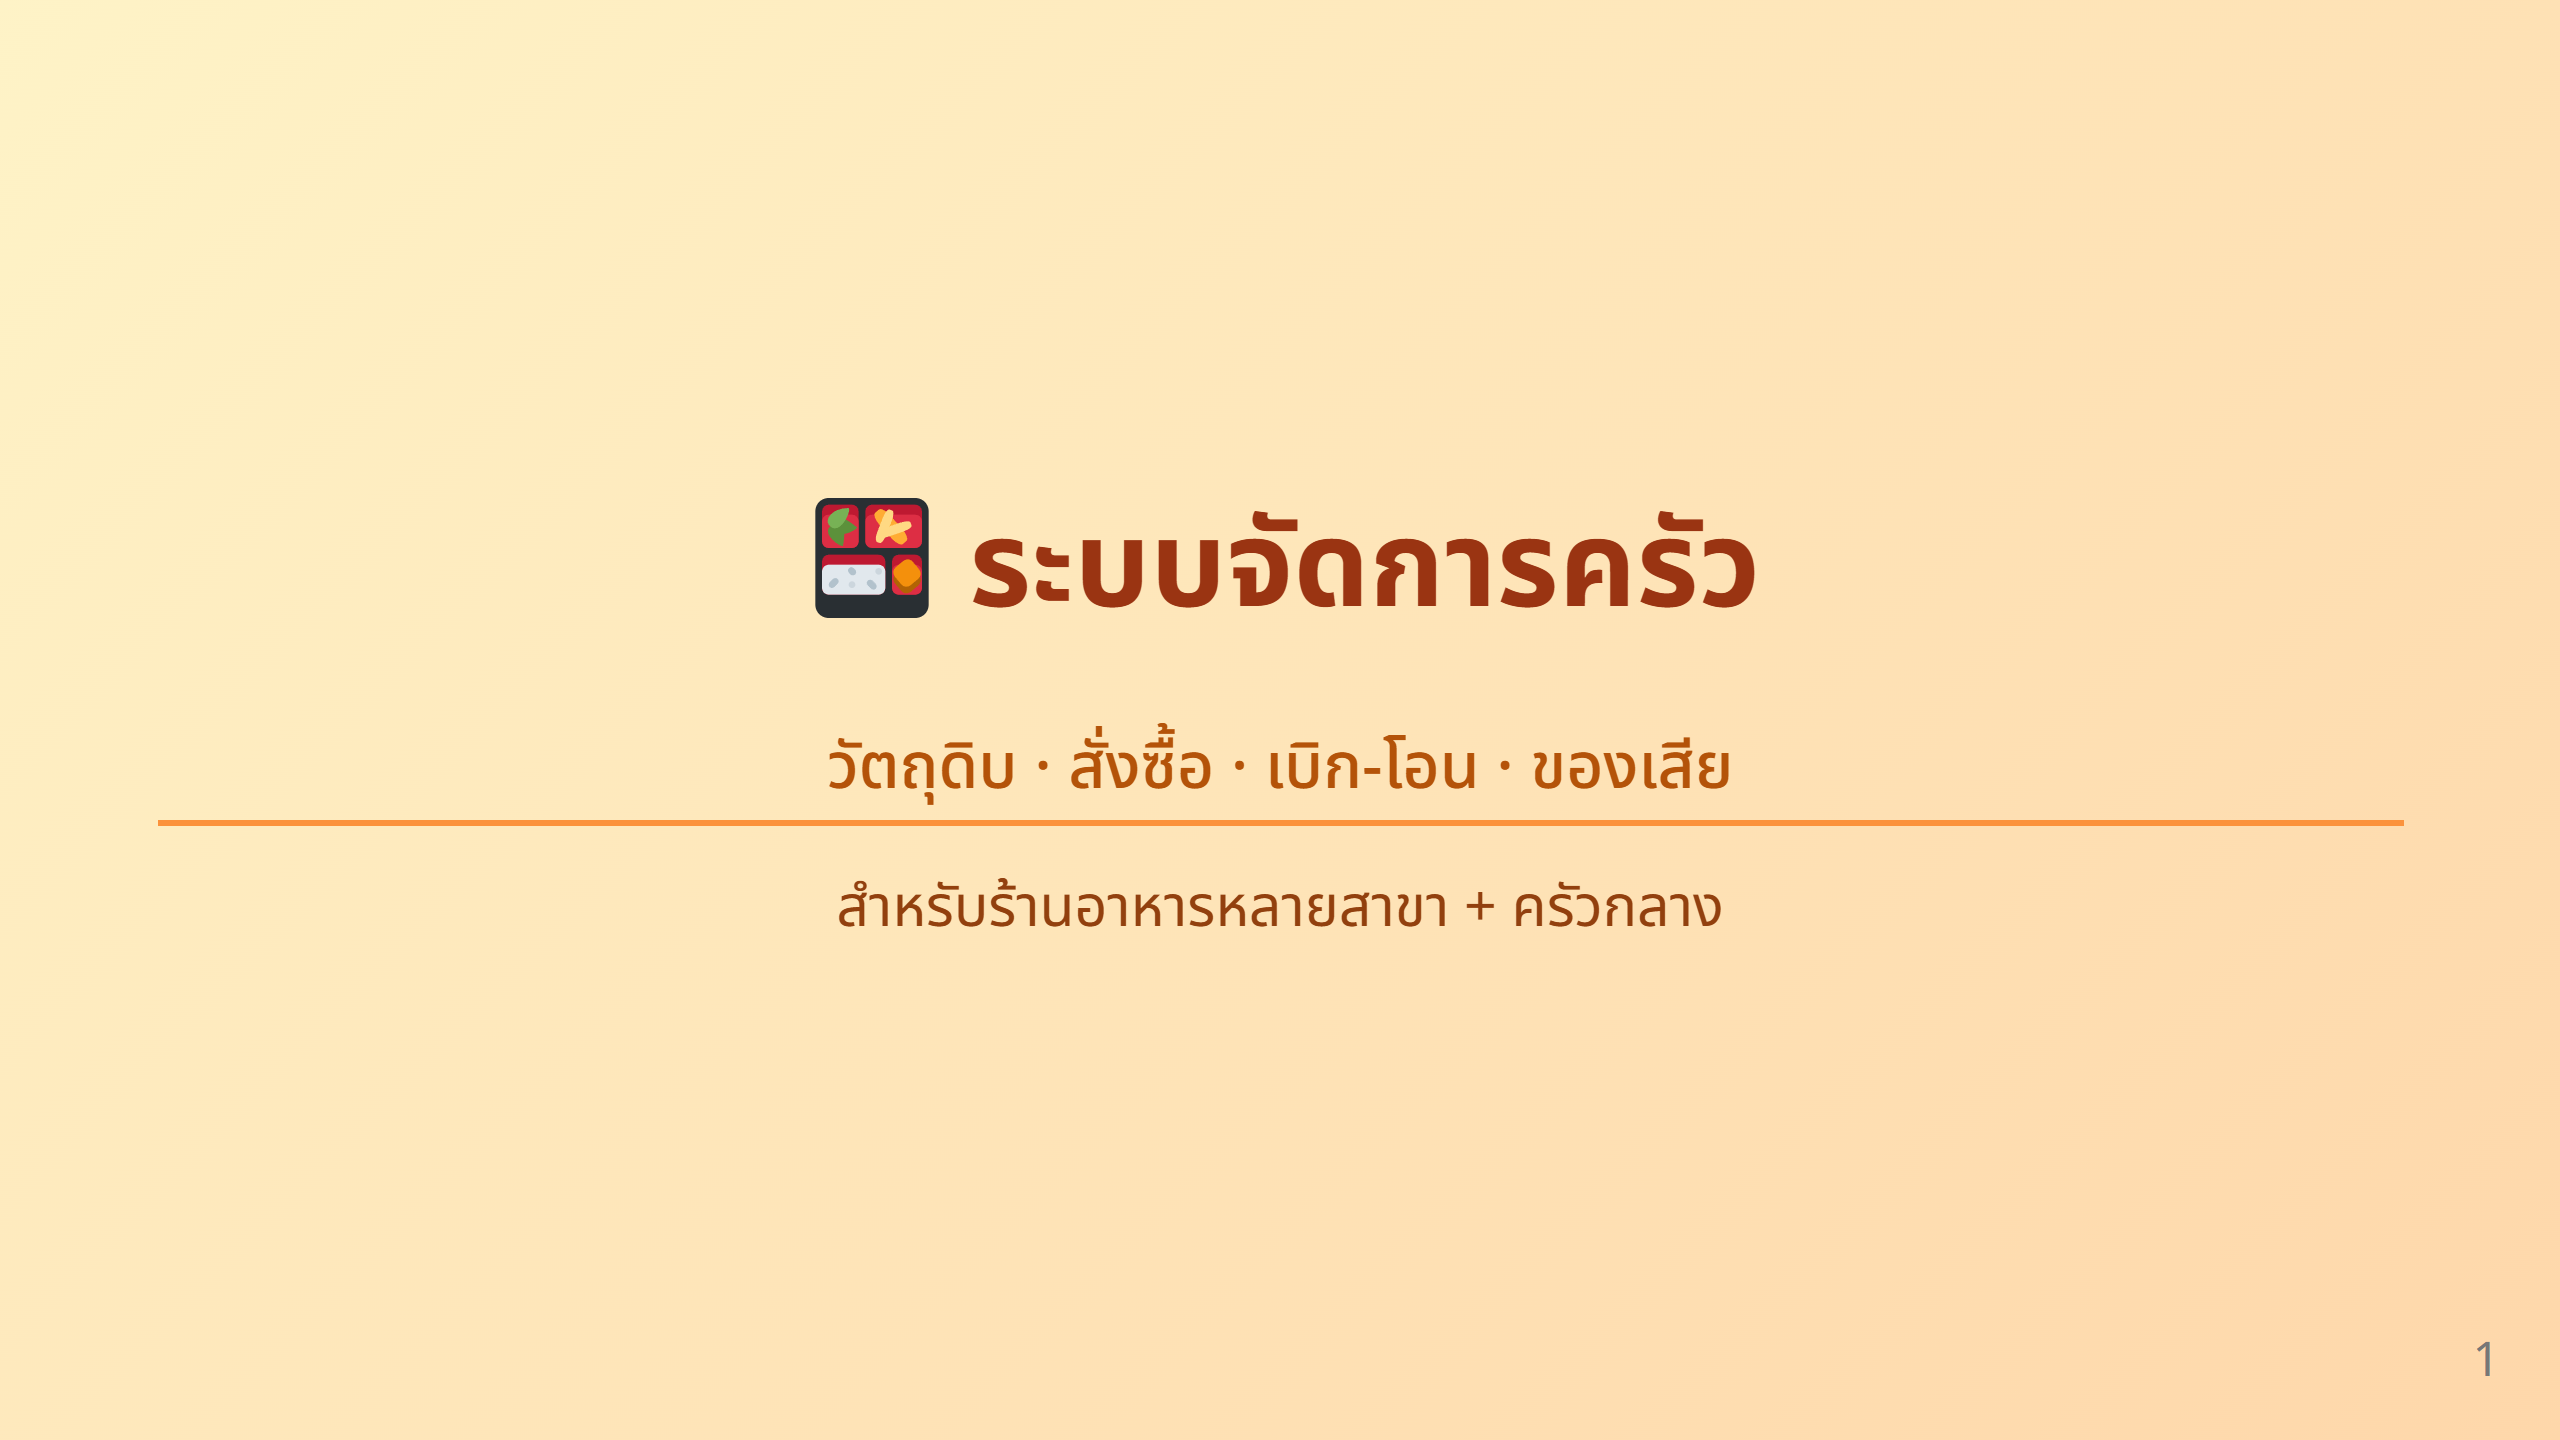 🍱 ระบบจัดการครัว
วัตถุดิบ · สั่งซื้อ · เบิก-โอน · ของเสีย
สำหรับร้านอาหารหลายสาขา + ครัวกลาง
1